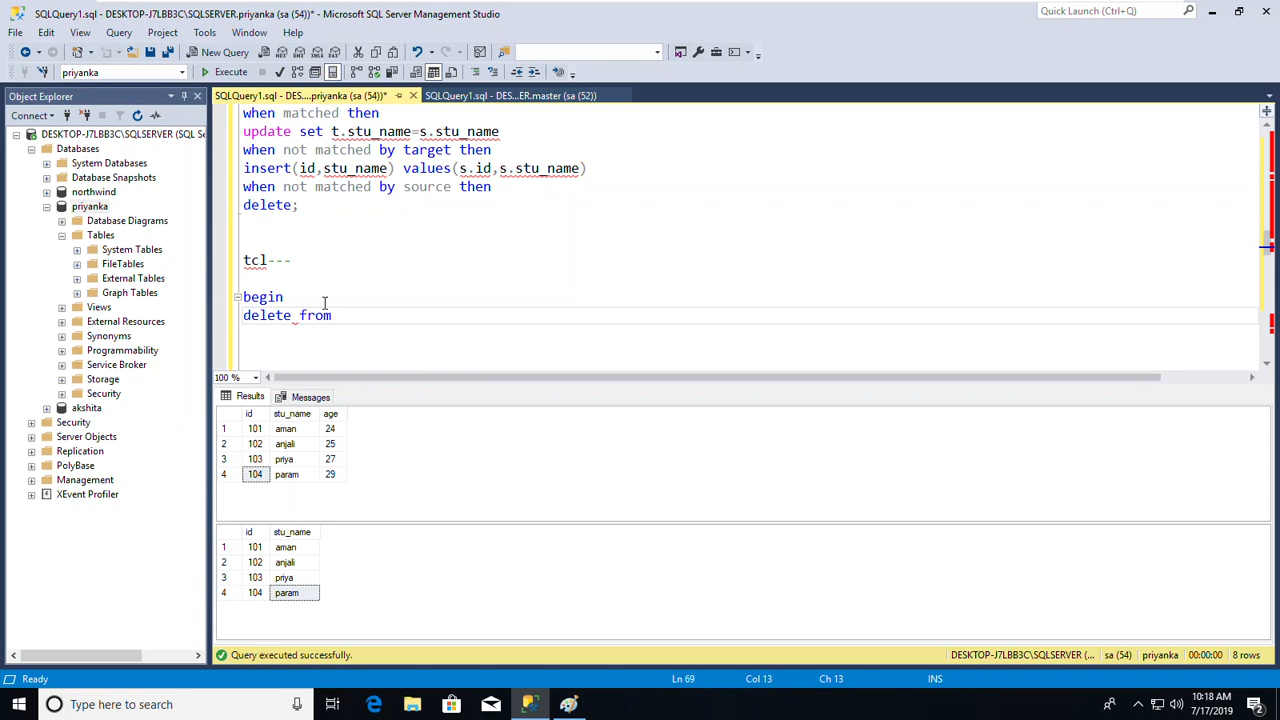 SQLQuery1.sql - DESKTOP-J7LBB3C\SQLSERVER.priyanka (sa (54))* - Microsoft SQL Server Management Studio
Quick Launch (Ctrl+Q)
File Edit View Query Project Tools Window Help
New Query
priyanka Execute
Object Explorer
SQLQuery1.sql - DES....priyanka (sa (54))* SQLQuery1.sql - DES...ER.master (sa (52))
Connect
DESKTOP-J7LBB3C\SQLSERVER (SQL Se
Databases
System Databases
Database Snapshots
northwind
priyanka
Database Diagrams
Tables
System Tables
FileTables
External Tables
Graph Tables
Views
External Resources
Synonyms
Programmability
Service Broker
Storage
Security
akshita
Security
Server Objects
Replication
PolyBase
Management
XEvent Profiler
when matched then
update set t.stu_name=s.stu_name
when not matched by target then
insert(id,stu_name) values(s.id,s.stu_name)
when not matched by source then
delete;
tcl---
begin
delete from
100 %
Results Messages
id stu_name age
1 101 aman 24
2 102 anjali 25
3 103 priya 27
4 104 param 29
id stu_name
1 101 aman
2 102 anjali
3 103 priya
4 104 param
Query executed successfully. DESKTOP-J7LBB3C\SQLSERVER (... sa (54) priyanka 00:00:00 8 rows
Ready Ln 69 Col 13 Ch 13 INS
Type here to search
10:18 AM
7/17/2019
2